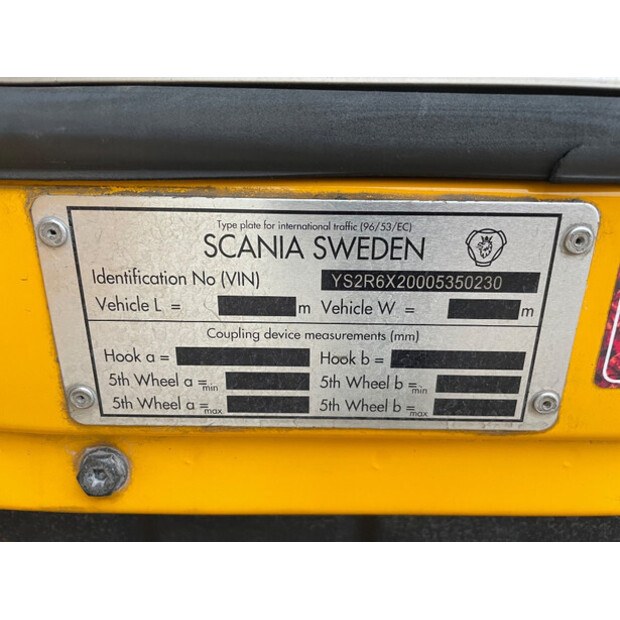 Type plate for international traffic (96/53/EC)
SCANIA SWEDEN
Identification No (VIN) YS2R6X20005350230
Vehicle L = m Vehicle W = m
Coupling device measurements (mm)
Hook a = Hook b =
5th Wheel a = min 5th Wheel b = min
5th Wheel a = max 5th Wheel b = max